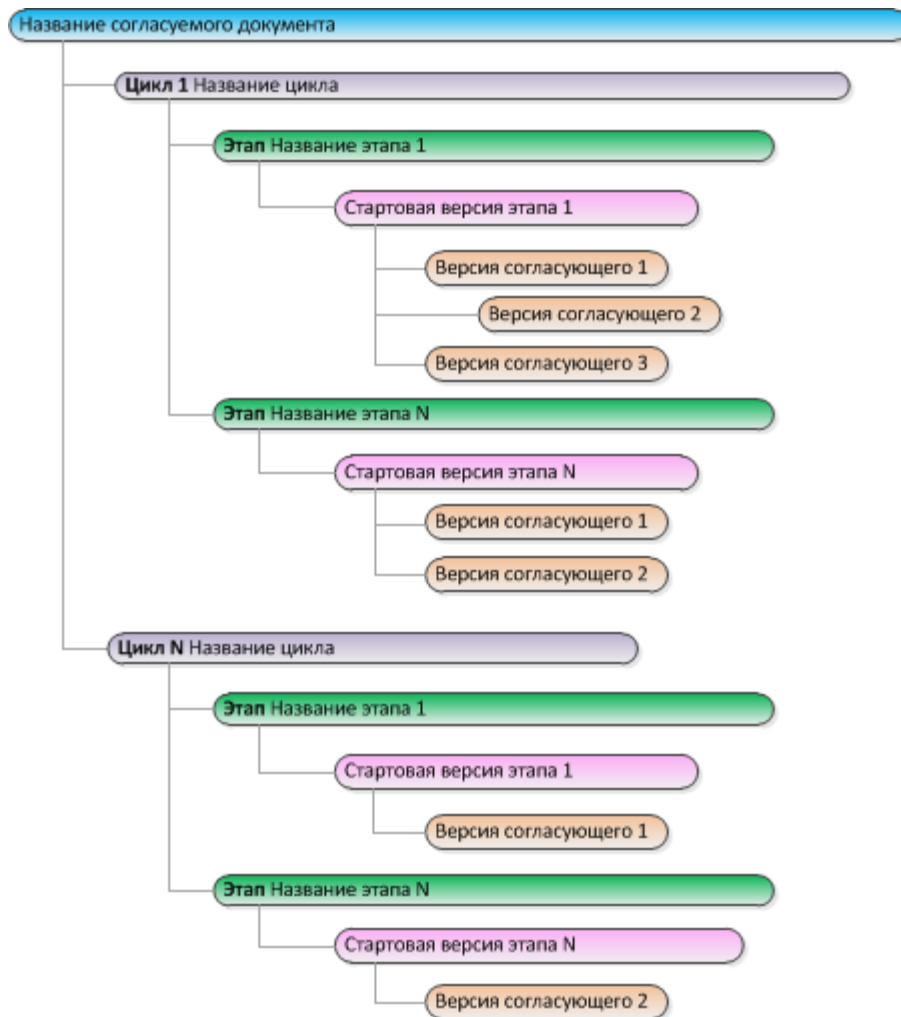 Название согласуемого документа
Цикл 1 Название цикла
Этап Название этапа 1
Стартовая версия этапа 1
Версия согласующего 1
Версия согласующего 2
Версия согласующего 3
Этап Название этапа N
Стартовая версия этапа N
Версия согласующего 1
Версия согласующего 2
Цикл N Название цикла
Этап Название этапа 1
Стартовая версия этапа 1
Версия согласующего 1
Этап Название этапа N
Стартовая версия этапа N
Версия согласующего 2